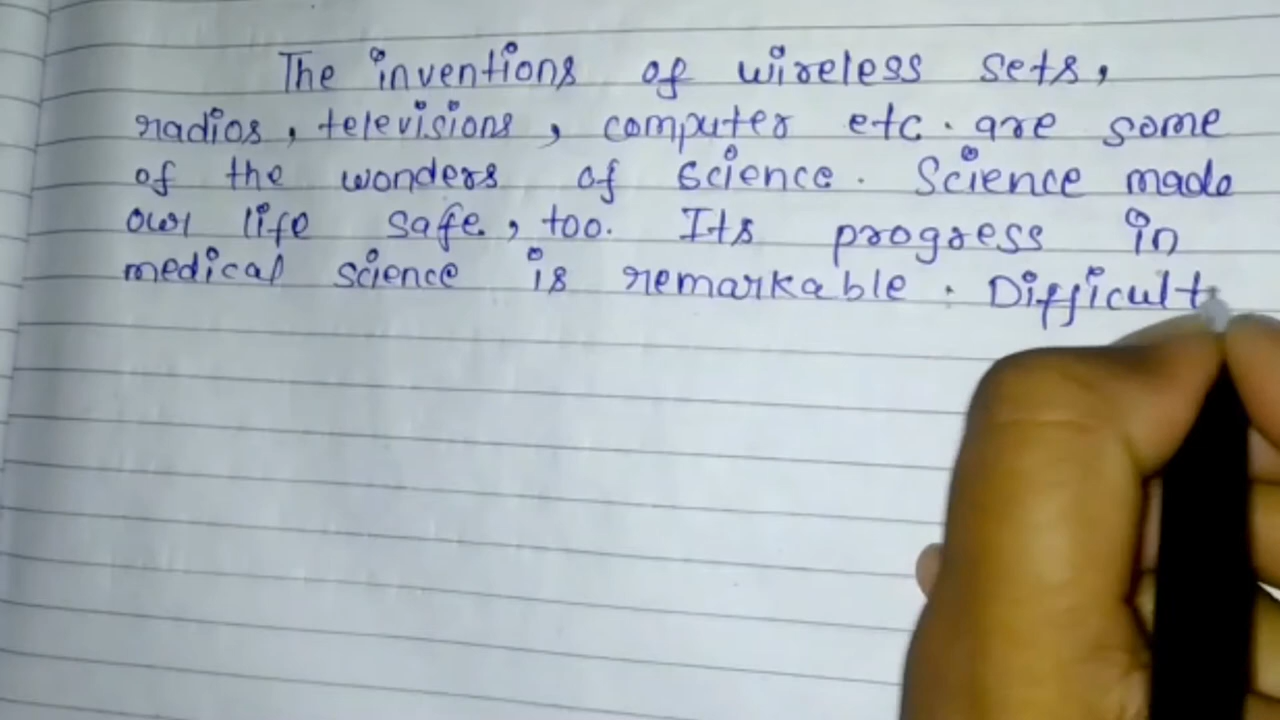 The inventions of wireless sets,
radios, televisions, computer etc. are some
of the wonders of science. Science made
our life safe, too. Its progress in
medical science is remarkable. Difficult